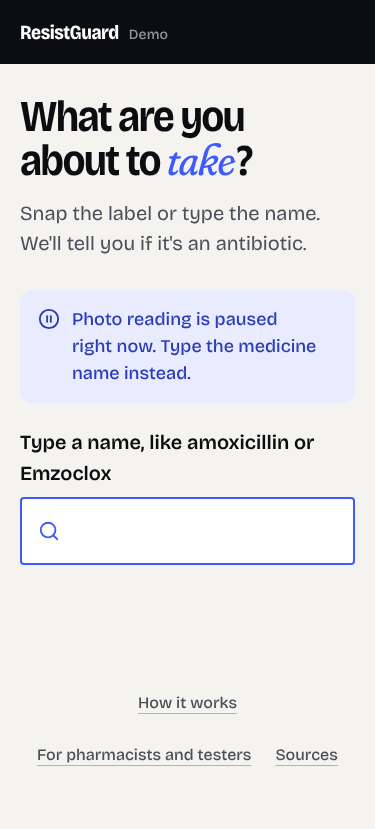 ResistGuard Demo
What are you
about to take?
Snap the label or type the name.
We'll tell you if it's an antibiotic.
Photo reading is paused
right now. Type the medicine
name instead.
Type a name, like amoxicillin or
Emzoclox
How it works
For pharmacists and testers Sources